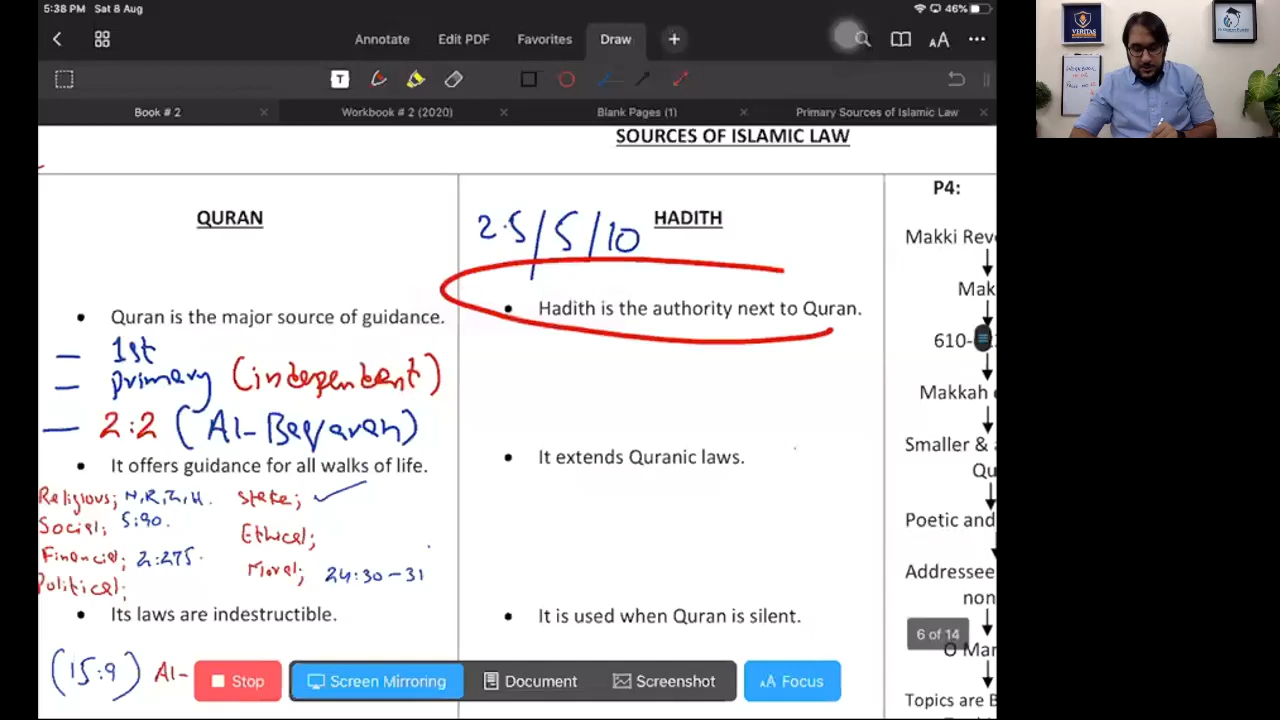 5:38 PM Sat 8 Aug 46%
Annotate Edit PDF Favorites Draw
Book # 2 Workbook # 2 (2020) Blank Pages (1) Primary Sources of Islamic Law
SOURCES OF ISLAMIC LAW
QURAN
• Quran is the major source of guidance.
— 1st
— primary (independent)
— 2:2 (Al-Baqarah)
• It offers guidance for all walks of life.
Religious; N,R,Z,H. State;
Social; 5:90. Ethical;
Financial; 2:275. Moral; 24:30-31
Political;
• Its laws are indestructible.
(15:9) Al-
HADITH
2.5/5/10
• Hadith is the authority next to Quran.
• It extends Quranic laws.
• It is used when Quran is silent.
P4:
Makki Rev
Mak
610-
Makkah
Smaller & a
Qu
Poetic and
Addressee
non
O Mar
Topics are B
6 of 14
Stop Screen Mirroring Document Screenshot AA Focus
VERITAS